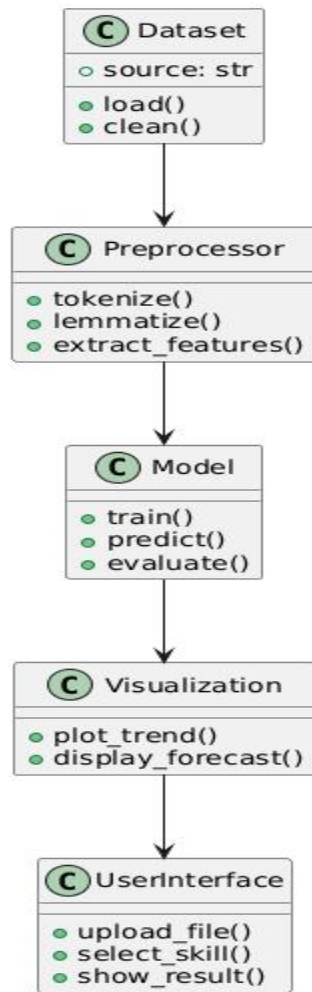 C Dataset
source: str
load()
clean()
C Preprocessor
tokenize()
lemmatize()
extract_features()
C Model
train()
predict()
evaluate()
C Visualization
plot_trend()
display_forecast()
C UserInterface
upload_file()
select_skill()
show_result()